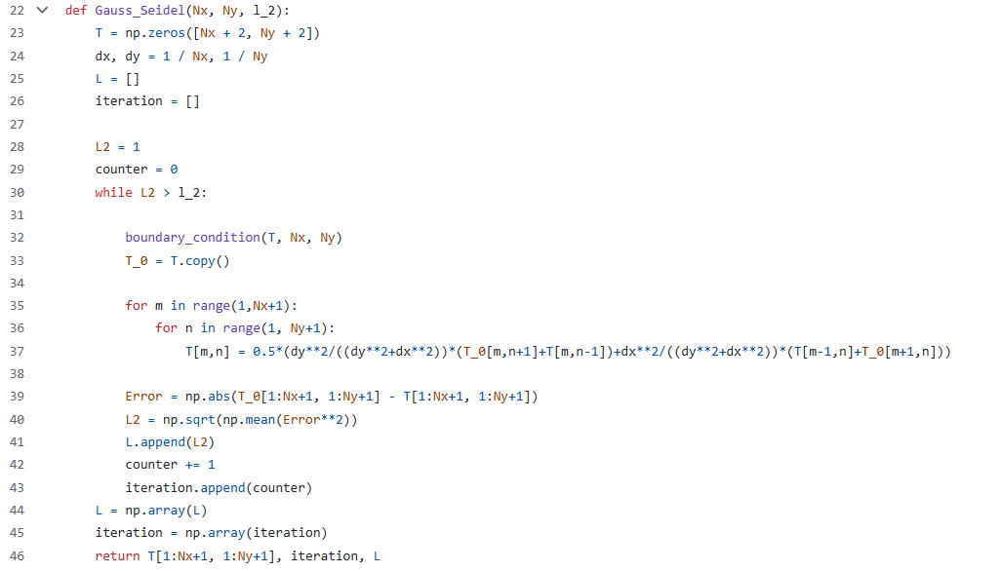 22 def Gauss_Seidel(Nx, Ny, l_2):
23     T = np.zeros([Nx + 2, Ny + 2])
24     dx, dy = 1 / Nx, 1 / Ny
25     L = []
26     iteration = []
27
28     L2 = 1
29     counter = 0
30     while L2 > l_2:
31
32         boundary_condition(T, Nx, Ny)
33         T_0 = T.copy()
34
35         for m in range(1,Nx+1):
36             for n in range(1, Ny+1):
37                 T[m,n] = 0.5*(dy**2/((dy**2+dx**2))*(T_0[m,n+1]+T[m,n-1])+dx**2/((dy**2+dx**2))*(T[m-1,n]+T_0[m+1,n]))
38
39         Error = np.abs(T_0[1:Nx+1, 1:Ny+1] - T[1:Nx+1, 1:Ny+1])
40         L2 = np.sqrt(np.mean(Error**2))
41         L.append(L2)
42         counter += 1
43         iteration.append(counter)
44     L = np.array(L)
45     iteration = np.array(iteration)
46     return T[1:Nx+1, 1:Ny+1], iteration, L